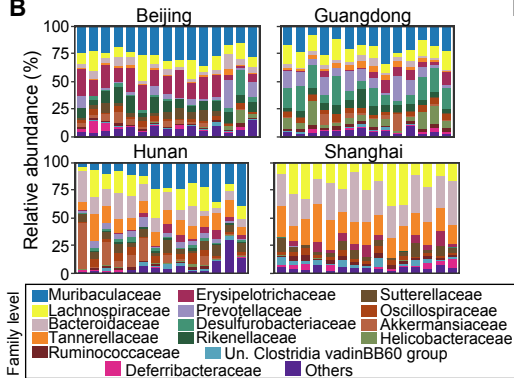 B
Beijing Guangdong
Relative abundance (%)
100
75
50
25
0
Hunan Shanghai
100
75
50
25
0
Family level
Muribaculaceae Erysipelotrichaceae Sutterellaceae
Lachnospiraceae Prevotellaceae Oscillospiraceae
Bacteroidaceae Desulfurobacteriaceae Akkermansiaceae
Tannerellaceae Rikenellaceae Helicobacteraceae
Ruminococcaceae Un. Clostridia vadinBB60 group
Deferribacteraceae Others